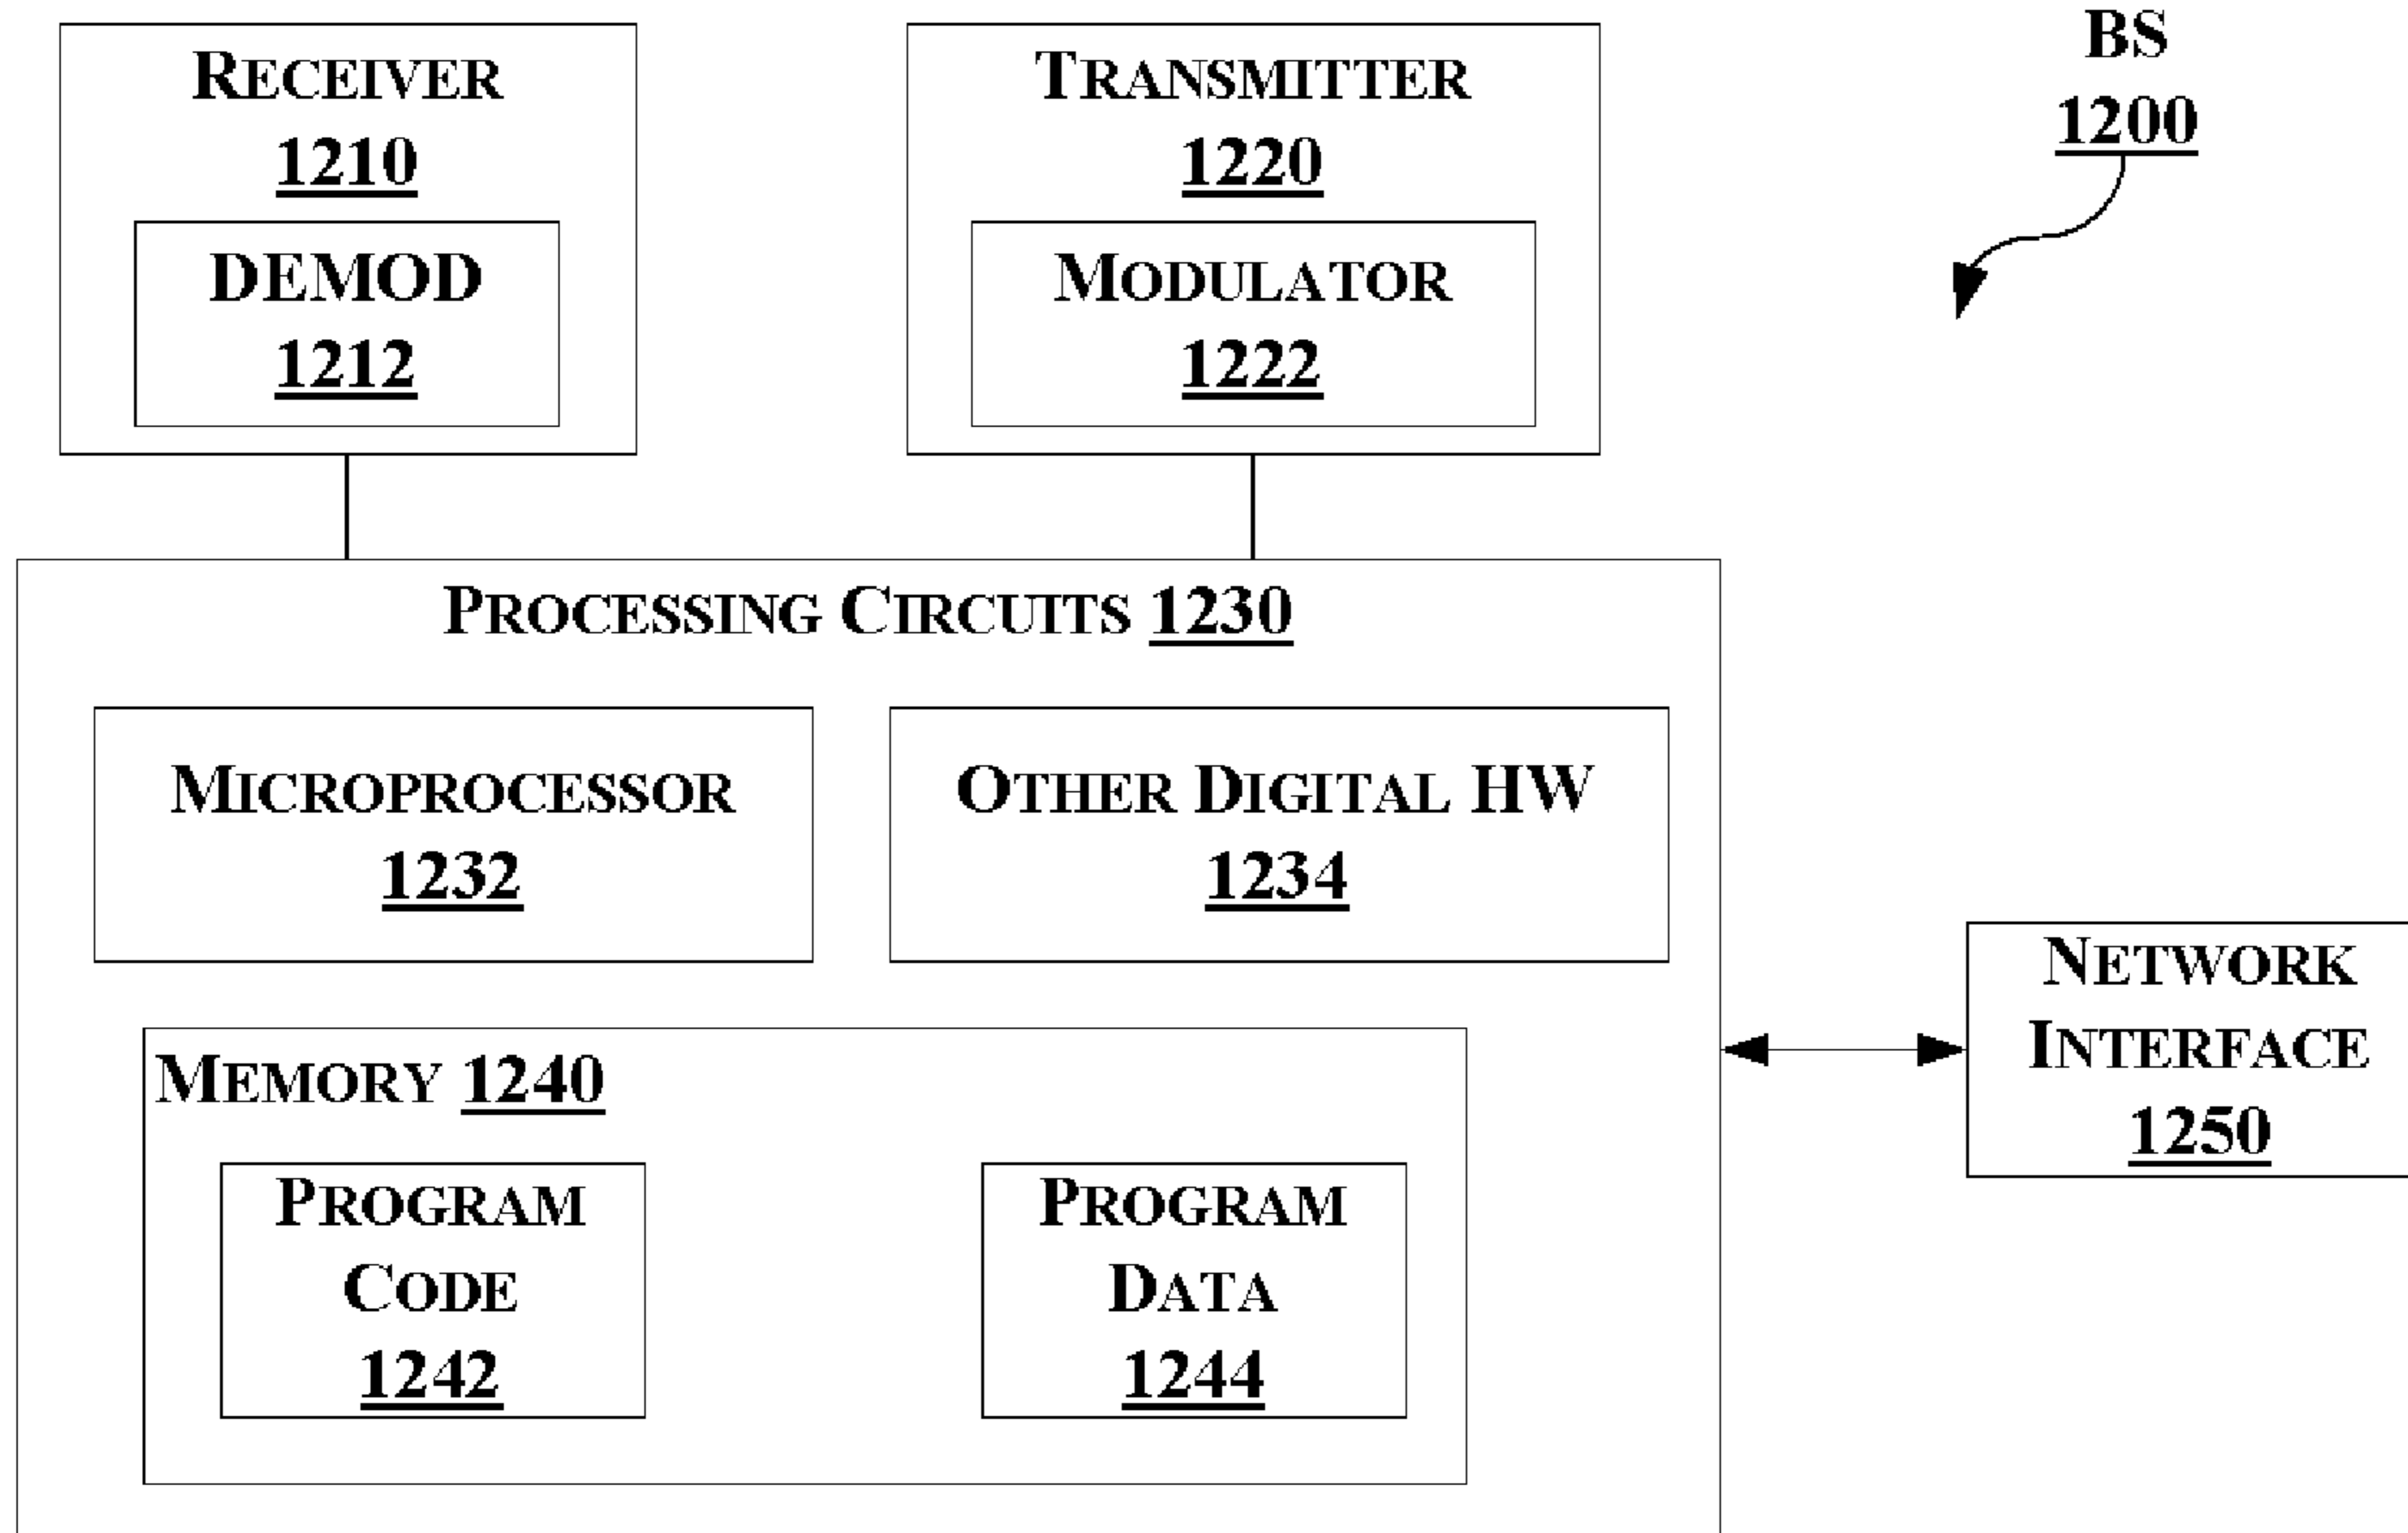 RECEIVER
1210
DEMOD
1212
TRANSMITTER
1220
MODULATOR
1222
BS
1200
PROCESSING CIRCUITS 1230
MICROPROCESSOR
1232
OTHER DIGITAL HW
1234
MEMORY 1240
PROGRAM
CODE
1242
PROGRAM
DATA
1244
NETWORK
INTERFACE
1250